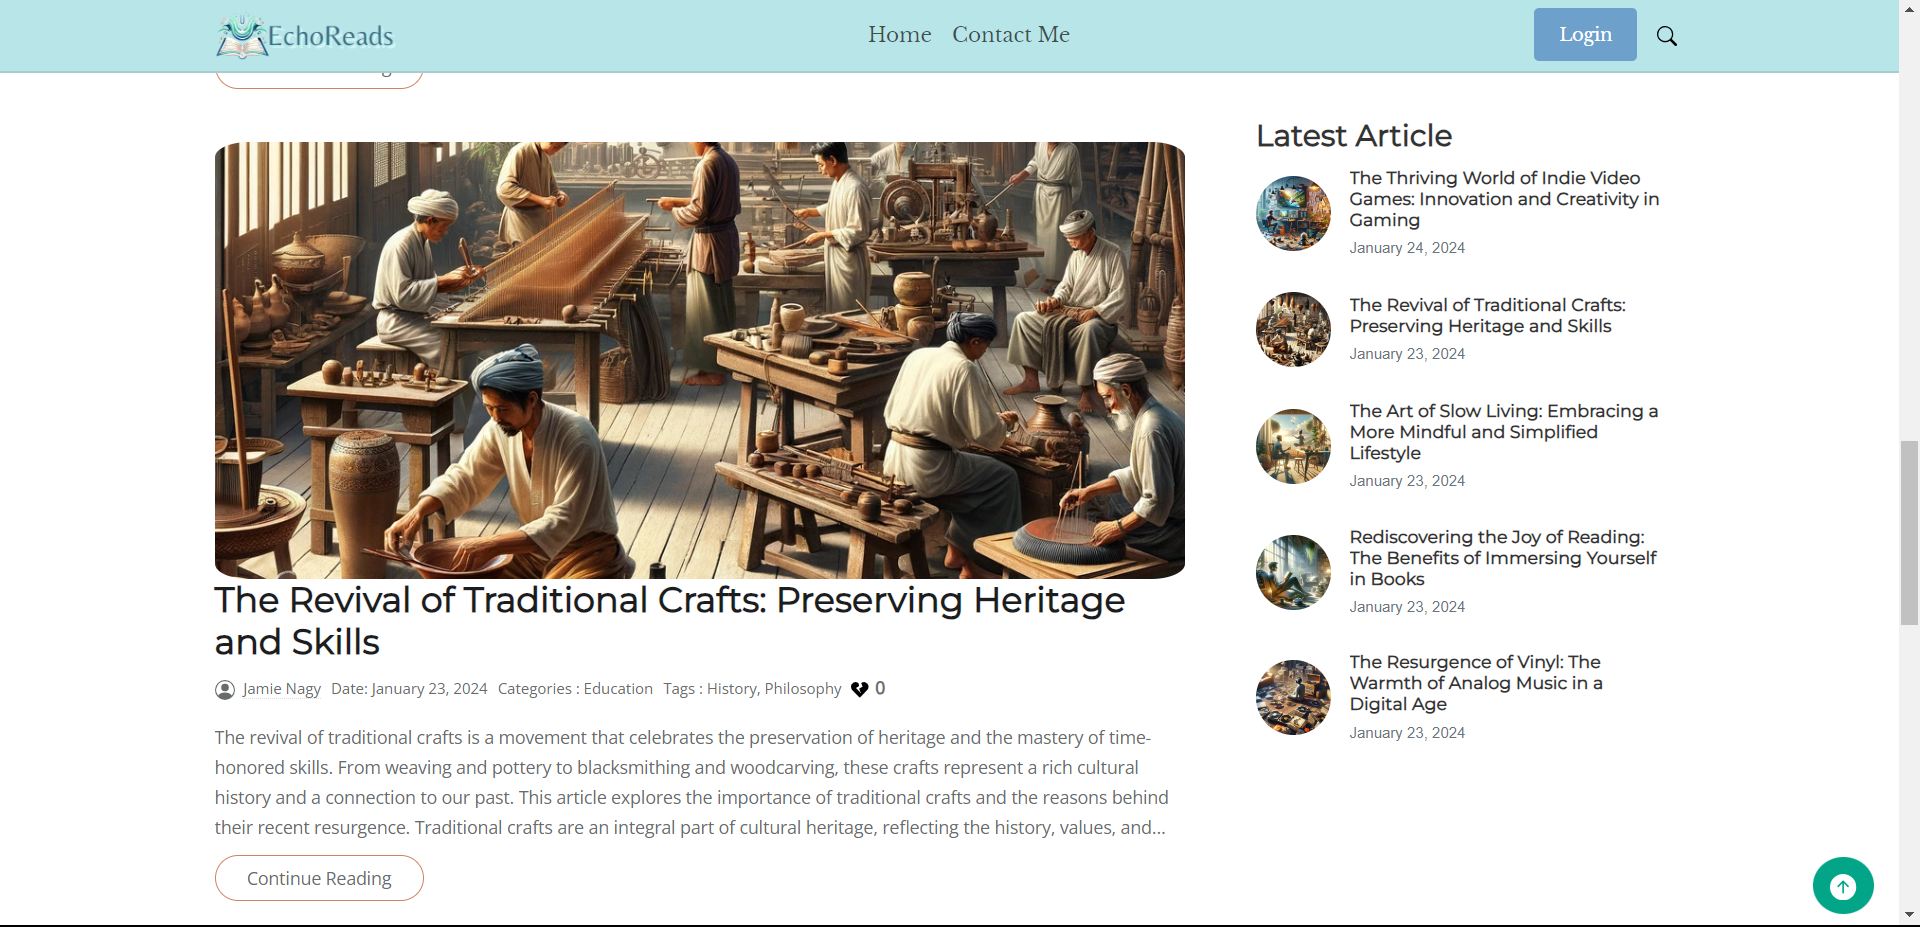 EchoReads
Home
Contact Me
Login
The Revival of Traditional Crafts: Preserving Heritage
and Skills
Jamie Nagy Date: January 23, 2024 Categories : Education Tags : History, Philosophy 0
The revival of traditional crafts is a movement that celebrates the preservation of heritage and the mastery of time-
honored skills. From weaving and pottery to blacksmithing and woodcarving, these crafts represent a rich cultural
history and a connection to our past. This article explores the importance of traditional crafts and the reasons behind
their recent resurgence. Traditional crafts are an integral part of cultural heritage, reflecting the history, values, and...
Continue Reading
Latest Article
The Thriving World of Indie Video
Games: Innovation and Creativity in
Gaming
January 24, 2024
The Revival of Traditional Crafts:
Preserving Heritage and Skills
January 23, 2024
The Art of Slow Living: Embracing a
More Mindful and Simplified
Lifestyle
January 23, 2024
Rediscovering the Joy of Reading:
The Benefits of Immersing Yourself
in Books
January 23, 2024
The Resurgence of Vinyl: The
Warmth of Analog Music in a
Digital Age
January 23, 2024